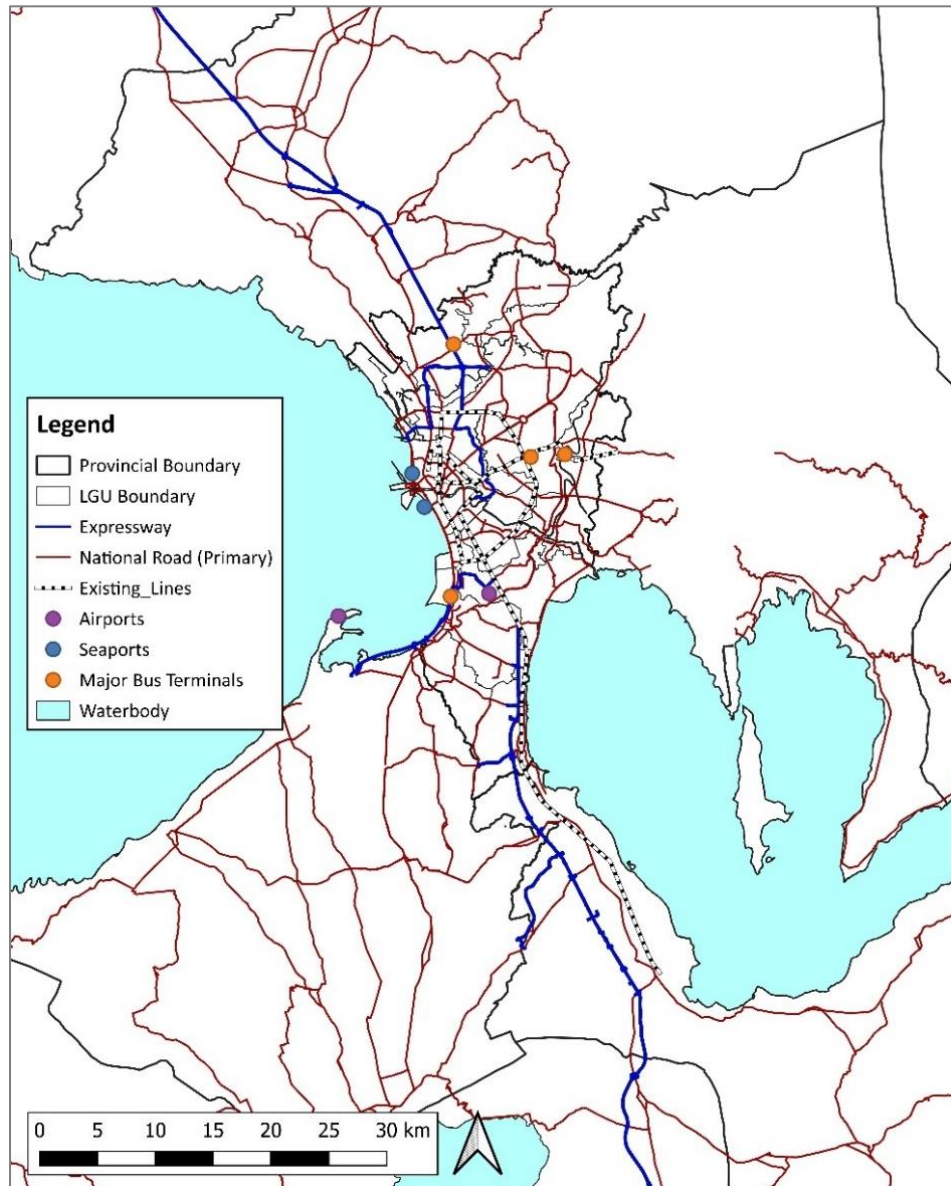 Legend
Provincial Boundary
LGU Boundary
Expressway
National Road (Primary)
Existing_Lines
Airports
Seaports
Major Bus Terminals
Waterbody
0 5 10 15 20 25 30 km